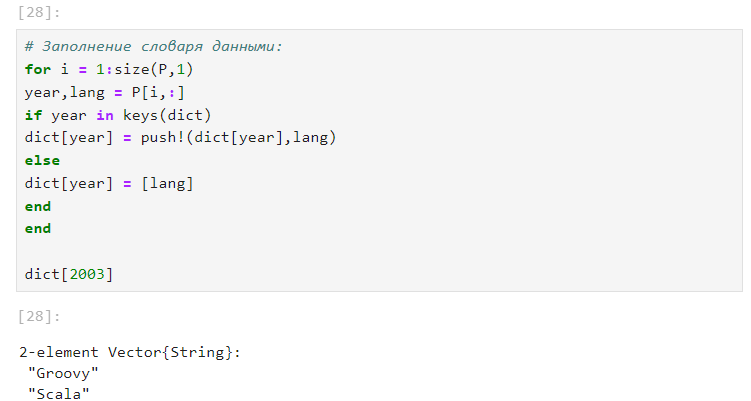 [28]:
# Заполнение словаря данными:
for i = 1:size(P,1)
year,lang = P[i,:]
if year in keys(dict)
dict[year] = push!(dict[year],lang)
else
dict[year] = [lang]
end
end
dict[2003]
[28]:
2-element Vector{String}:
"Groovy"
"Scala"